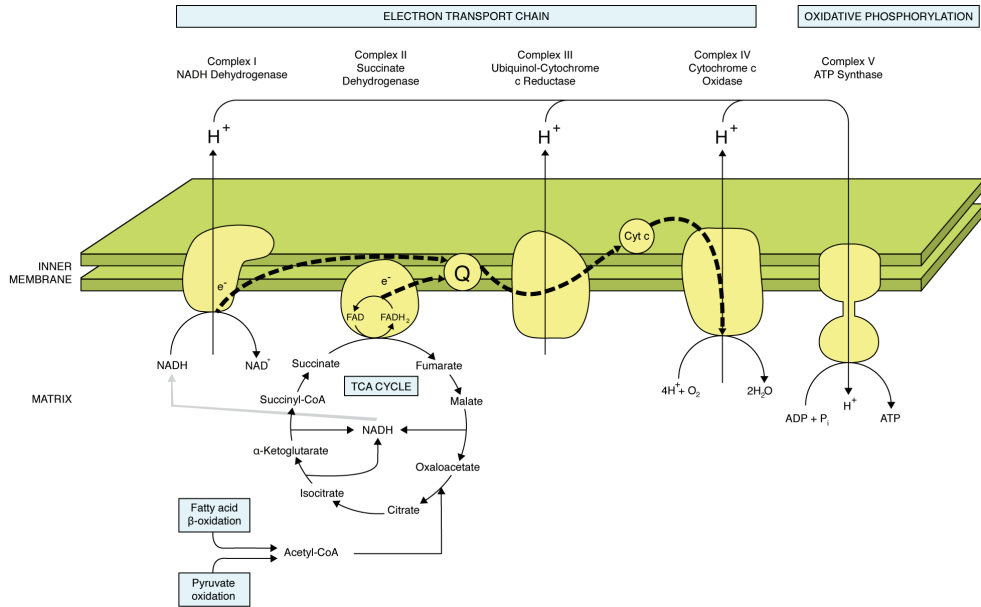 ELECTRON TRANSPORT CHAIN
OXIDATIVE PHOSPHORYLATION
Complex I
NADH Dehydrogenase
Complex II
Succinate
Dehydrogenase
Complex III
Ubiquinol-Cytochrome
c Reductase
Complex IV
Cytochrome c
Oxidase
Complex V
ATP Synthase
H+
H+
H+
INNER
MEMBRANE
e-
e-
Q
Cyt c
FAD
FADH2
NADH
NAD+
Succinate
Fumarate
TCA CYCLE
4H+ + O2
2H2O
ADP + Pi
H+
ATP
MATRIX
Succinyl-CoA
Malate
NADH
α-Ketoglutarate
Oxaloacetate
Isocitrate
Citrate
Fatty acid
β-oxidation
Acetyl-CoA
Pyruvate
oxidation